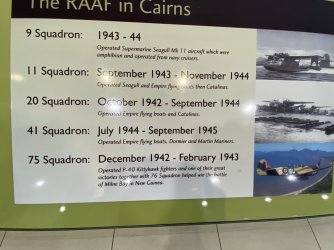 The RAAF in Cairns
9 Squadron: 1943 - 44
Operated Supermarine Seagull Mk 11 aircraft which were
amphibian and operated from navy cruisers.
11 Squadron: September 1943 - November 1944
Operated Seagull and Empire flying boats then Catalinas.
20 Squadron: October 1942 - September 1944
Operated Empire flying boats and Catalinas.
41 Squadron: July 1944 - September 1945
Operated Empire flying boats, Dornier and Martin Mariners.
75 Squadron: December 1942 - February 1943
Operated P-40 Kittyhawk fighters and one of their great
victories together with 76 Squadron helped win the battle
of Milne Bay in New Guinea.